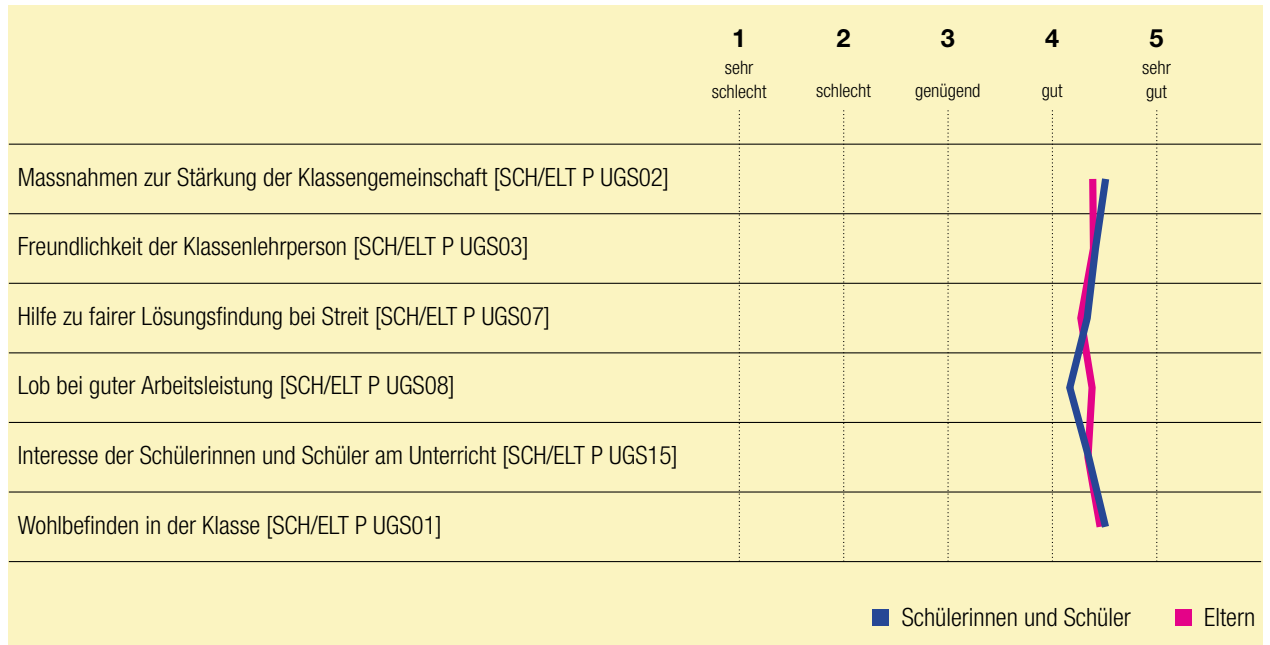 1 2 3 4 5
sehr schlecht schlecht genügend gut sehr gut
Massnahmen zur Stärkung der Klassengemeinschaft [SCH/ELT P UGS02]
Freundlichkeit der Klassenlehrperson [SCH/ELT P UGS03]
Hilfe zu fairer Lösungsfindung bei Streit [SCH/ELT P UGS07]
Lob bei guter Arbeitsleistung [SCH/ELT P UGS08]
Interesse der Schülerinnen und Schüler am Unterricht [SCH/ELT P UGS15]
Wohlbefinden in der Klasse [SCH/ELT P UGS01]
Schülerinnen und Schüler Eltern